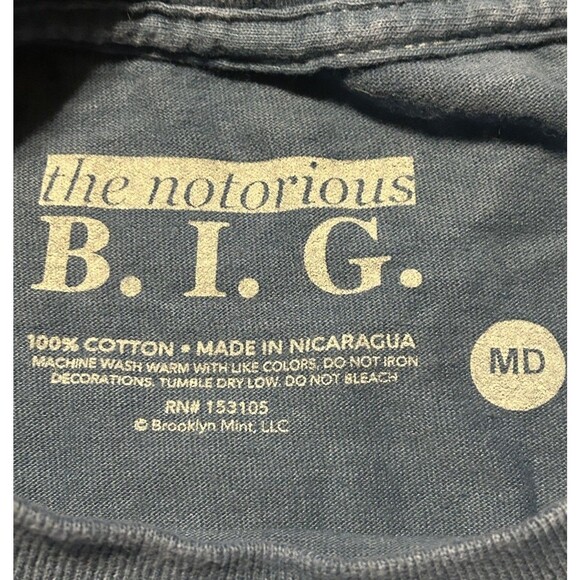 the notorious
B. I. G.
100% COTTON • MADE IN NICARAGUA
MACHINE WASH WARM WITH LIKE COLORS, DO NOT IRON
DECORATIONS. TUMBLE DRY LOW. DO NOT BLEACH
RN# 153105
© Brooklyn Mint, LLC
MD